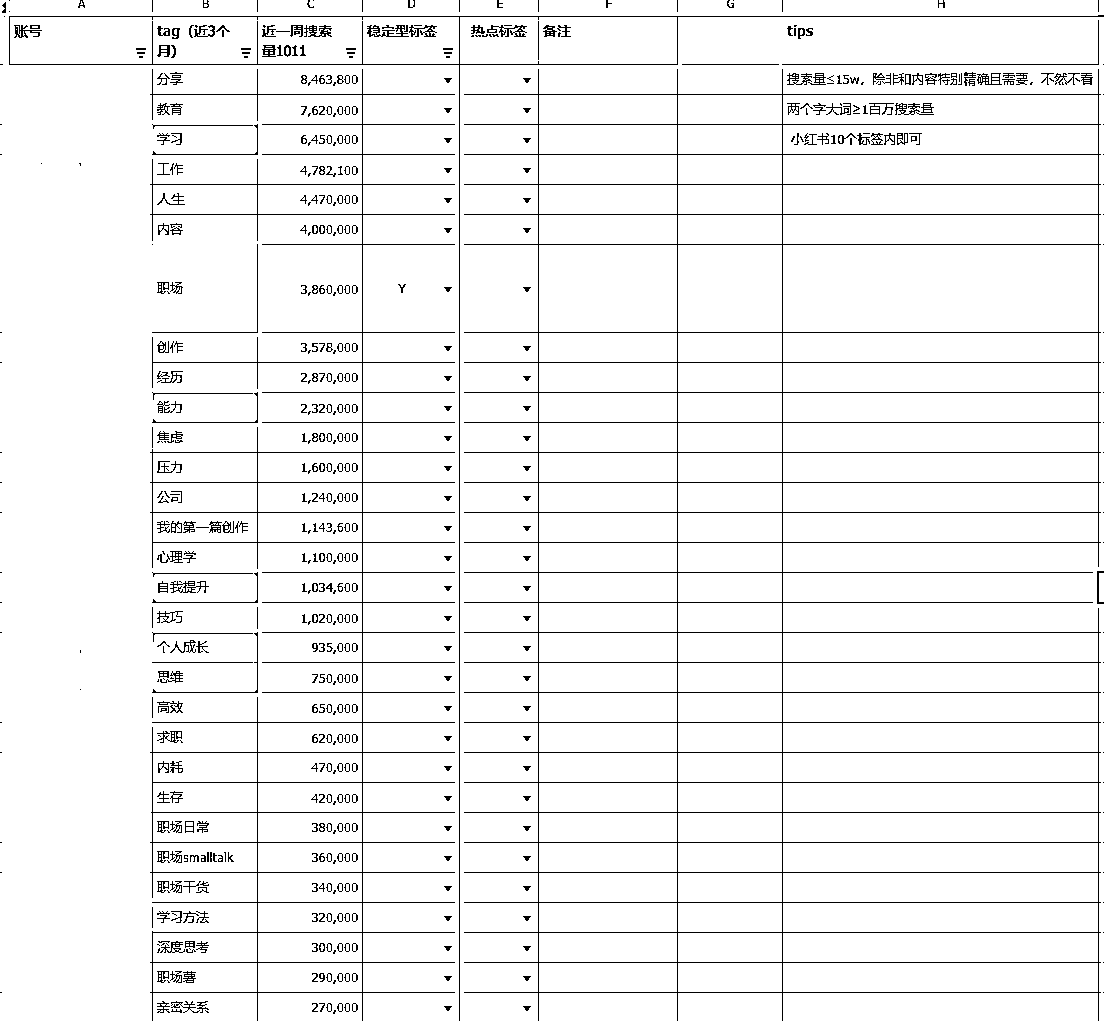 A B C D E F G H
账号 tag（近3个月） 近一周搜索量1011 稳定型标签 热点标签 备注 tips
分享 8,463,800 搜索量≤15w，除非和内容特别精确且需要，不然不看
教育 7,620,000 两个字大词≥1百万搜索量
学习 6,450,000 小红书10个标签内即可
工作 4,782,100
人生 4,470,000
内容 4,000,000
职场 3,860,000 Y
创作 3,578,000
经历 2,870,000
能力 2,320,000
焦虑 1,800,000
压力 1,600,000
公司 1,240,000
我的第一篇创作 1,143,600
心理学 1,100,000
自我提升 1,034,600
技巧 1,020,000
个人成长 935,000
思维 750,000
高效 650,000
求职 620,000
内耗 470,000
生存 420,000
职场日常 380,000
职场smalltalk 360,000
职场干货 340,000
学习方法 320,000
深度思考 300,000
职场薯 290,000
亲密关系 270,000